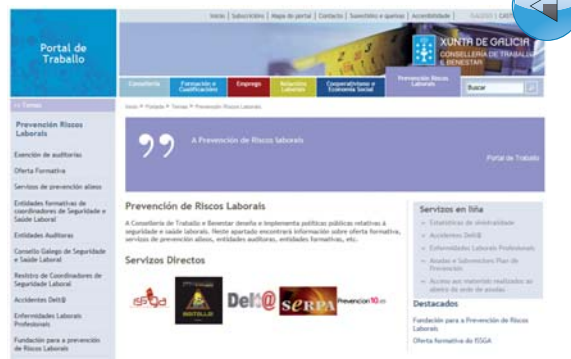 Inicio | Subscricións | Mapa do portal | Contacto | Suxestións e queixas | Accesibilidade |
GALEGO | CAST
Portal de
Traballo
XUNTA DE GALICIA
CONSELLERÍA DE TRABALLO
E BENESTAR
Consellería
Formación e
Cualificacións
Emprego
Relacións
Laborais
Cooperativismo e
Economía Social
Prevención Riscos
Laborais
Buscar
<< Temas
Inicio > Portada > Temas > Prevención Riscos Laborais
Prevención Riscos
Laborais
Exención de auditorías
Oferta Formativa
Servizos de prevención alleos
Entidades formativas de
coordinadores de Seguridade e
Saúde Laboral
Entidades Auditoras
Consello Galego de Seguridade
e Saúde Laboral
Rexistro de Coordinadores de
Seguridade Laboral
Accidentes Delt@
Enfermidades Laborais
Profesionais
Fundación para a prevención
de Riscos Laborais
A Prevención de Riscos laborais
Portal de Traballo
Prevención de Riscos Laborais
A Consellería de Traballo e Benestar deseña e implementa políticas públicas relativas á
seguridade e saúde laborais. Neste apartado encontrará información sobre oferta formativa,
servizos de prevención alleos, entidades auditoras, entidades formativas, etc.
Servizos Directos
issga
Delt@
SERPA
Prevencion10.es
Servizos en liña
Estatísticas de sinistralidade
Accidentes Delt@
Enfermidades Laborais Profesionais
Axudas e Subvencións Plan de
Prevención
Acceso aos materiais realizados ao
abeiro da orde de axudas
Destacados
Fundación para a Prevención de Riscos
Laborais
Oferta formativa do ISSGA